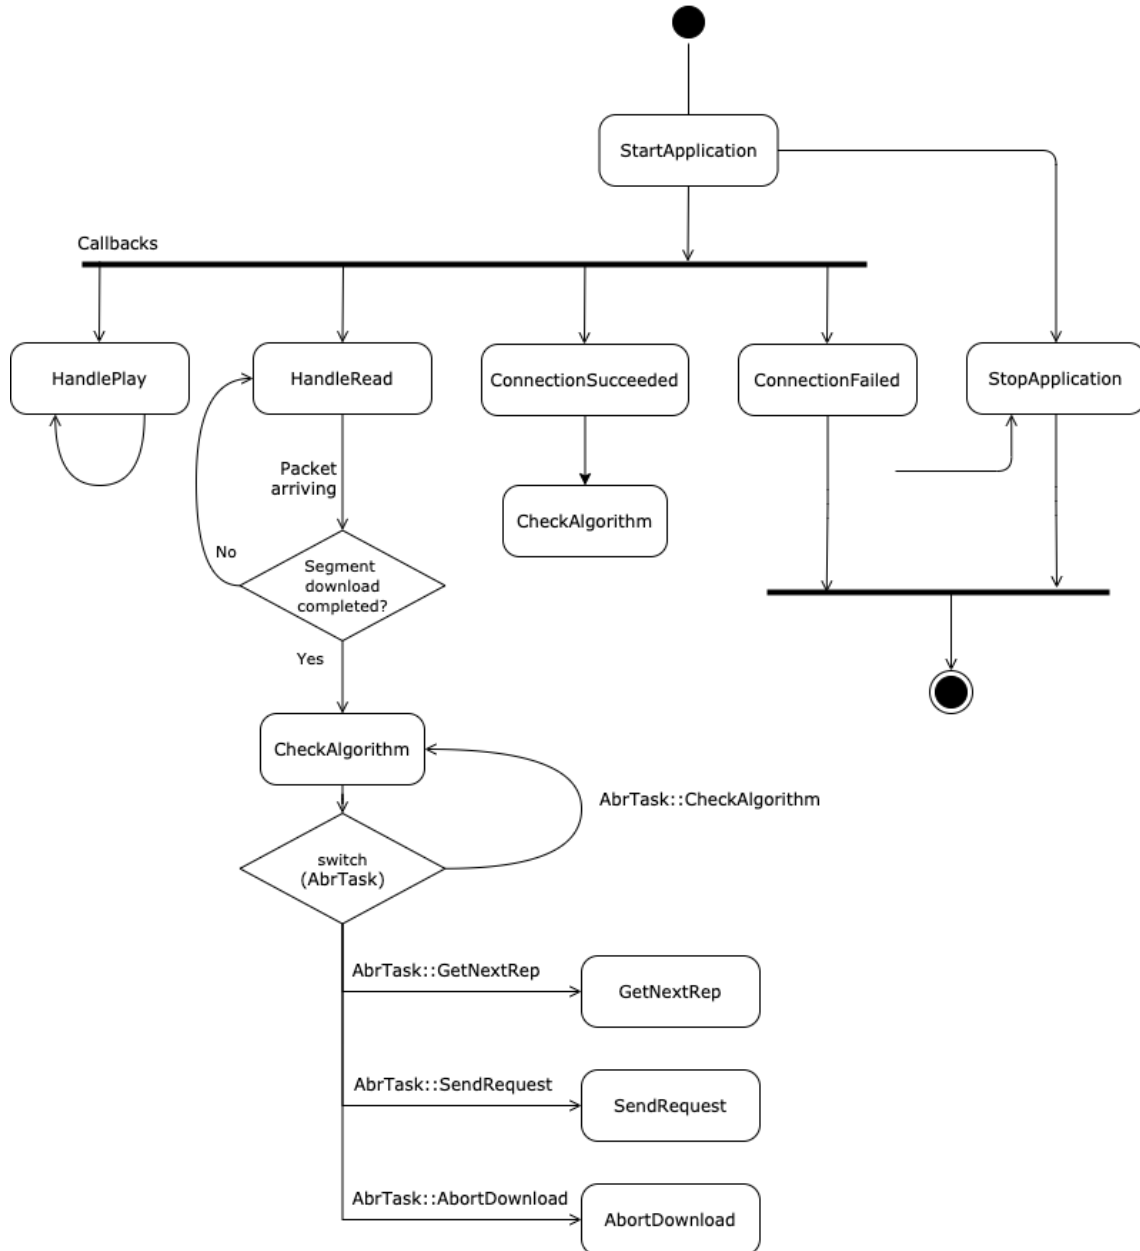 StartApplication
Callbacks
HandlePlay
HandleRead
ConnectionSucceeded
ConnectionFailed
StopApplication
Packet
arriving
CheckAlgorithm
No
Segment
download
completed?
Yes
CheckAlgorithm
AbrTask::CheckAlgorithm
switch
(AbrTask)
AbrTask::GetNextRep
GetNextRep
AbrTask::SendRequest
SendRequest
AbrTask::AbortDownload
AbortDownload